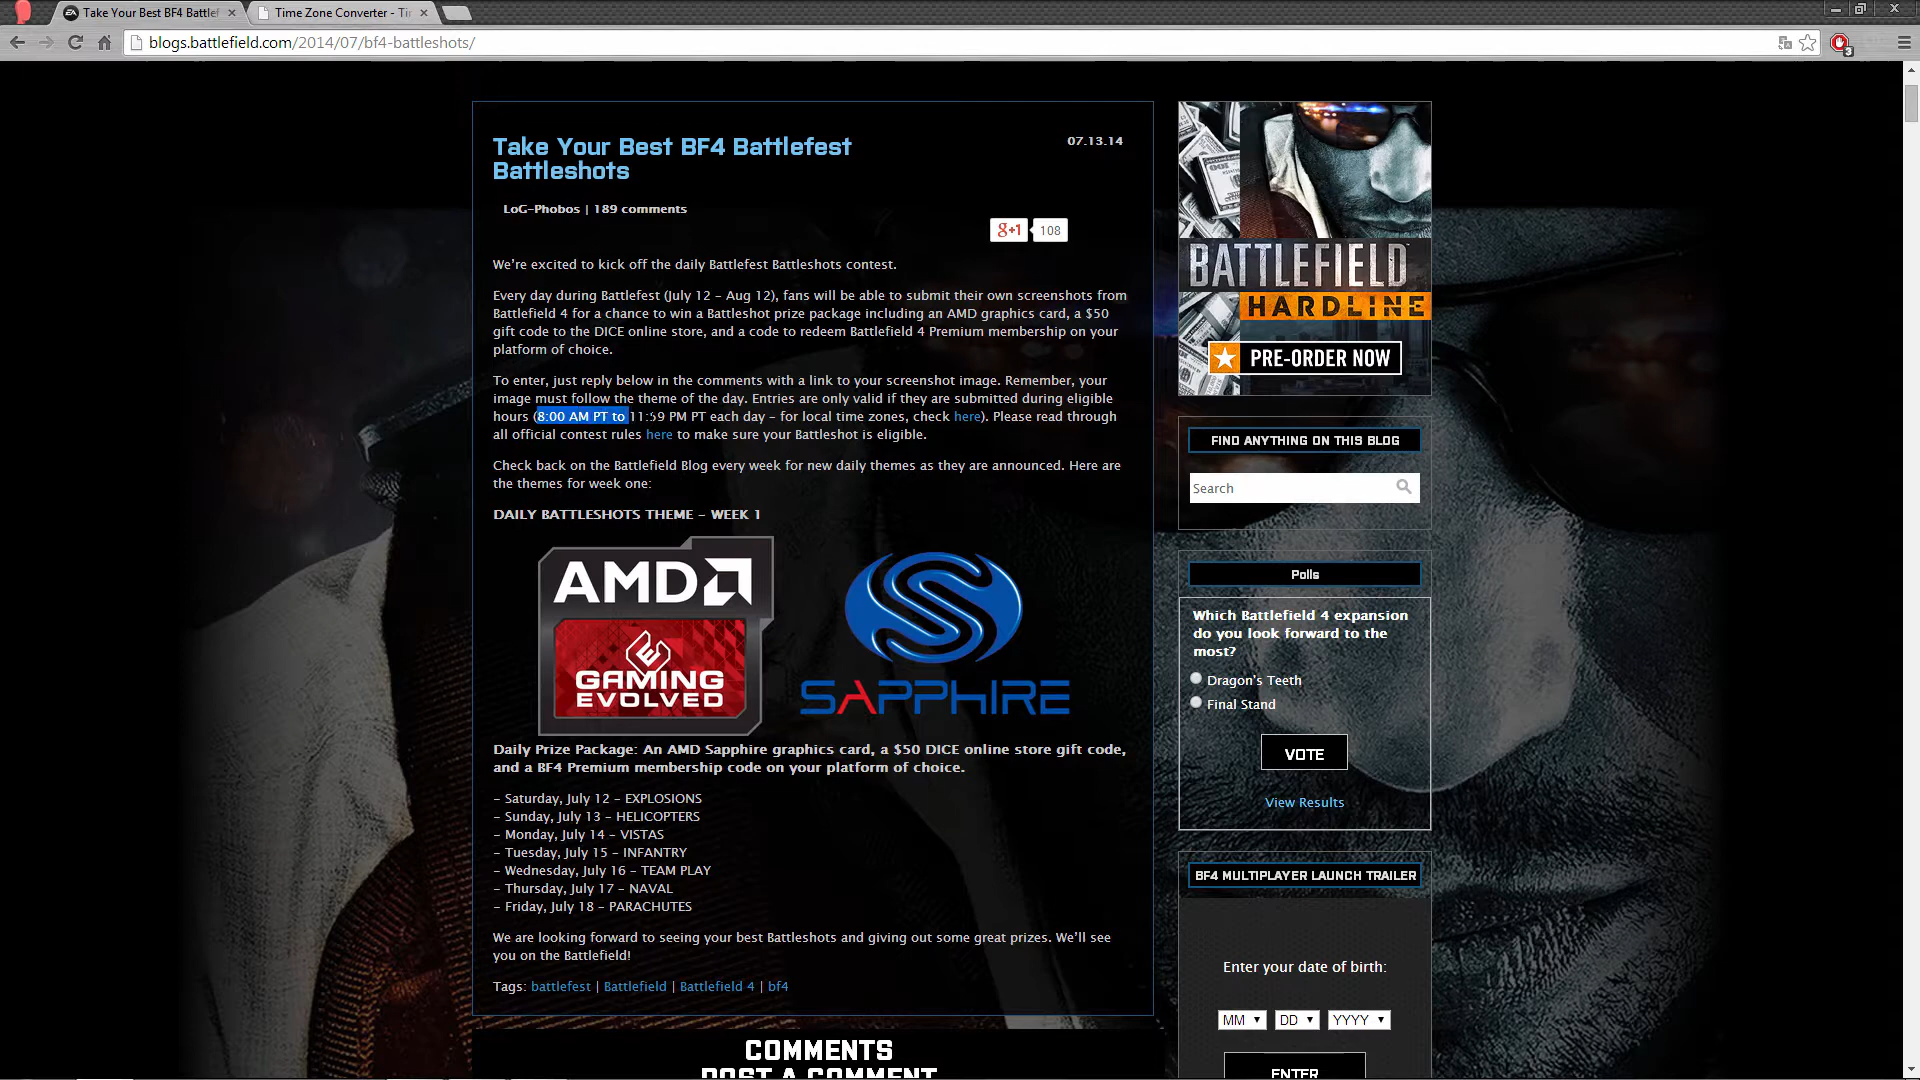 Take Your Best BF4 Battlef
Time Zone Converter - Ti
blogs.battlefield.com/2014/07/bf4-battleshots/
3
Take Your Best BF4 Battlefest
Battleshots
07.13.14
LoG-Phobos | 189 comments
g+1 108
We're excited to kick off the daily Battlefest Battleshots contest.
Every day during Battlefest (July 12 – Aug 12), fans will be able to submit their own screenshots from
Battlefield 4 for a chance to win a Battleshot prize package including an AMD graphics card, a $50
gift code to the DICE online store, and a code to redeem Battlefield 4 Premium membership on your
platform of choice.
To enter, just reply below in the comments with a link to your screenshot image. Remember, your
image must follow the theme of the day. Entries are only valid if they are submitted during eligible
hours (8:00 AM PT to 11:59 PM PT each day – for local time zones, check here). Please read through
all official contest rules here to make sure your Battleshot is eligible.
Check back on the Battlefield Blog every week for new daily themes as they are announced. Here are
the themes for week one:
DAILY BATTLESHOTS THEME – WEEK 1
AMD
GAMING
EVOLVED
SAPPHIRE
Daily Prize Package: An AMD Sapphire graphics card, a $50 DICE online store gift code,
and a BF4 Premium membership code on your platform of choice.
– Saturday, July 12 – EXPLOSIONS
– Sunday, July 13 – HELICOPTERS
– Monday, July 14 – VISTAS
– Tuesday, July 15 – INFANTRY
– Wednesday, July 16 – TEAM PLAY
– Thursday, July 17 – NAVAL
– Friday, July 18 – PARACHUTES
We are looking forward to seeing your best Battleshots and giving out some great prizes. We'll see
you on the Battlefield!
Tags: battlefest | Battlefield | Battlefield 4 | bf4
COMMENTS
POST A COMMENT
BATTLEFIELD
HARDLINE
PRE-ORDER NOW
FIND ANYTHING ON THIS BLOG
Search
Polls
Which Battlefield 4 expansion
do you look forward to the
most?
Dragon's Teeth
Final Stand
VOTE
View Results
BF4 MULTIPLAYER LAUNCH TRAILER
Enter your date of birth:
MM DD YYYY
ENTER